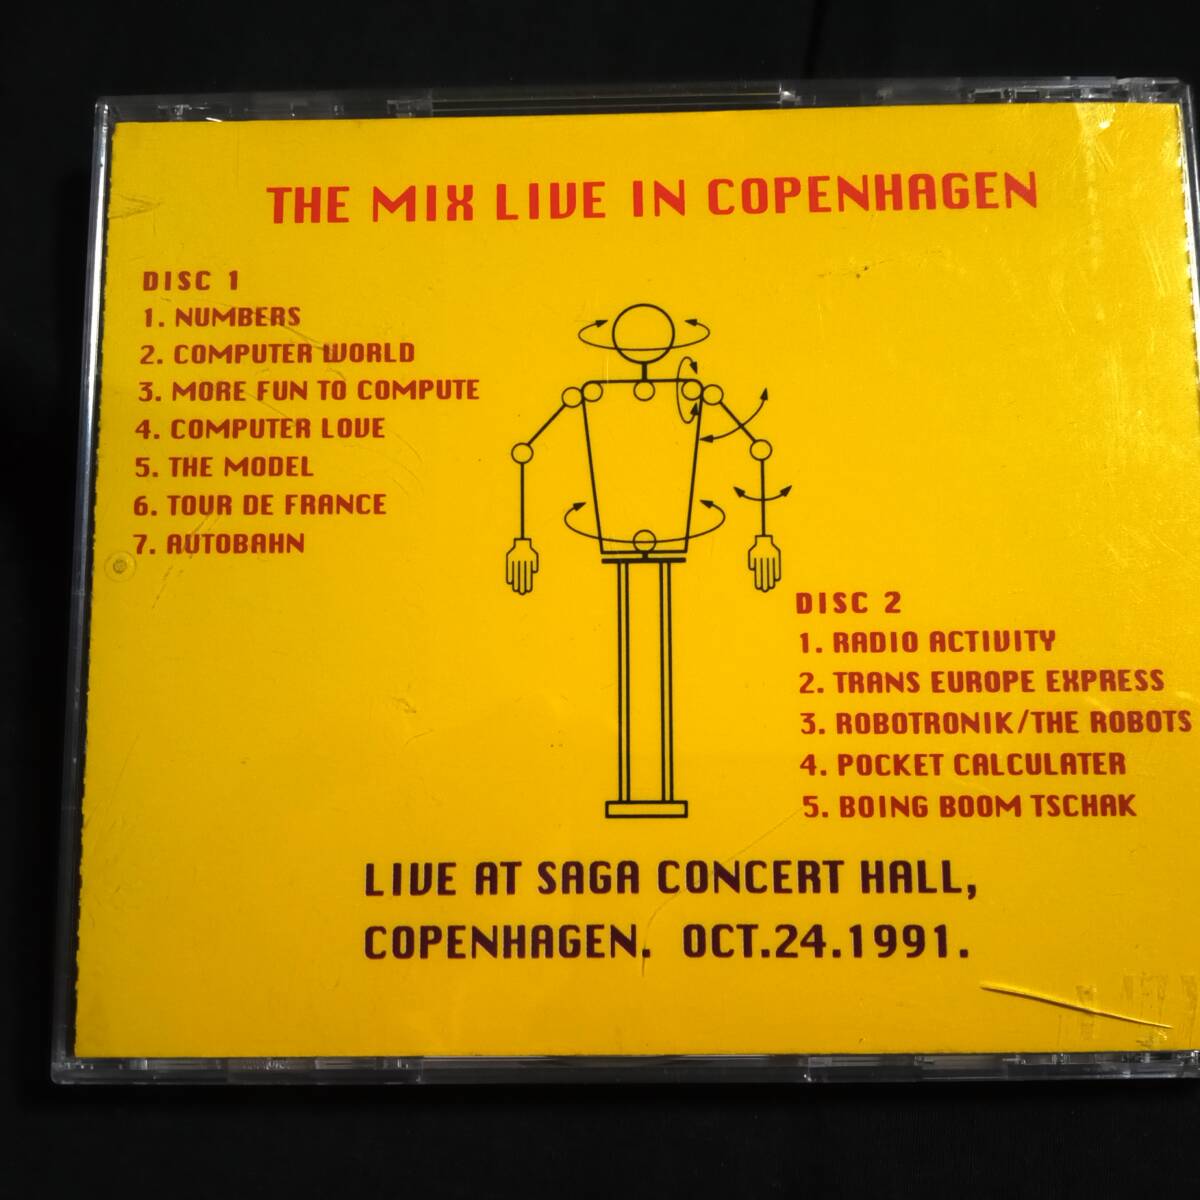 THE MIX LIVE IN COPENHAGEN
DISC 1
1. NUMBERS
2. COMPUTER WORLD
3. MORE FUN TO COMPUTE
4. COMPUTER LOVE
5. THE MODEL
6. TOUR DE FRANCE
7. AUTOBAHN
DISC 2
1. RADIO ACTIVITY
2. TRANS EUROPE EXPRESS
3. ROBOTRONIK/THE ROBOTS
4. POCKET CALCULATER
5. BOING BOOM TSCHAK
LIVE AT SAGA CONCERT HALL,
COPENHAGEN. OCT.24.1991.